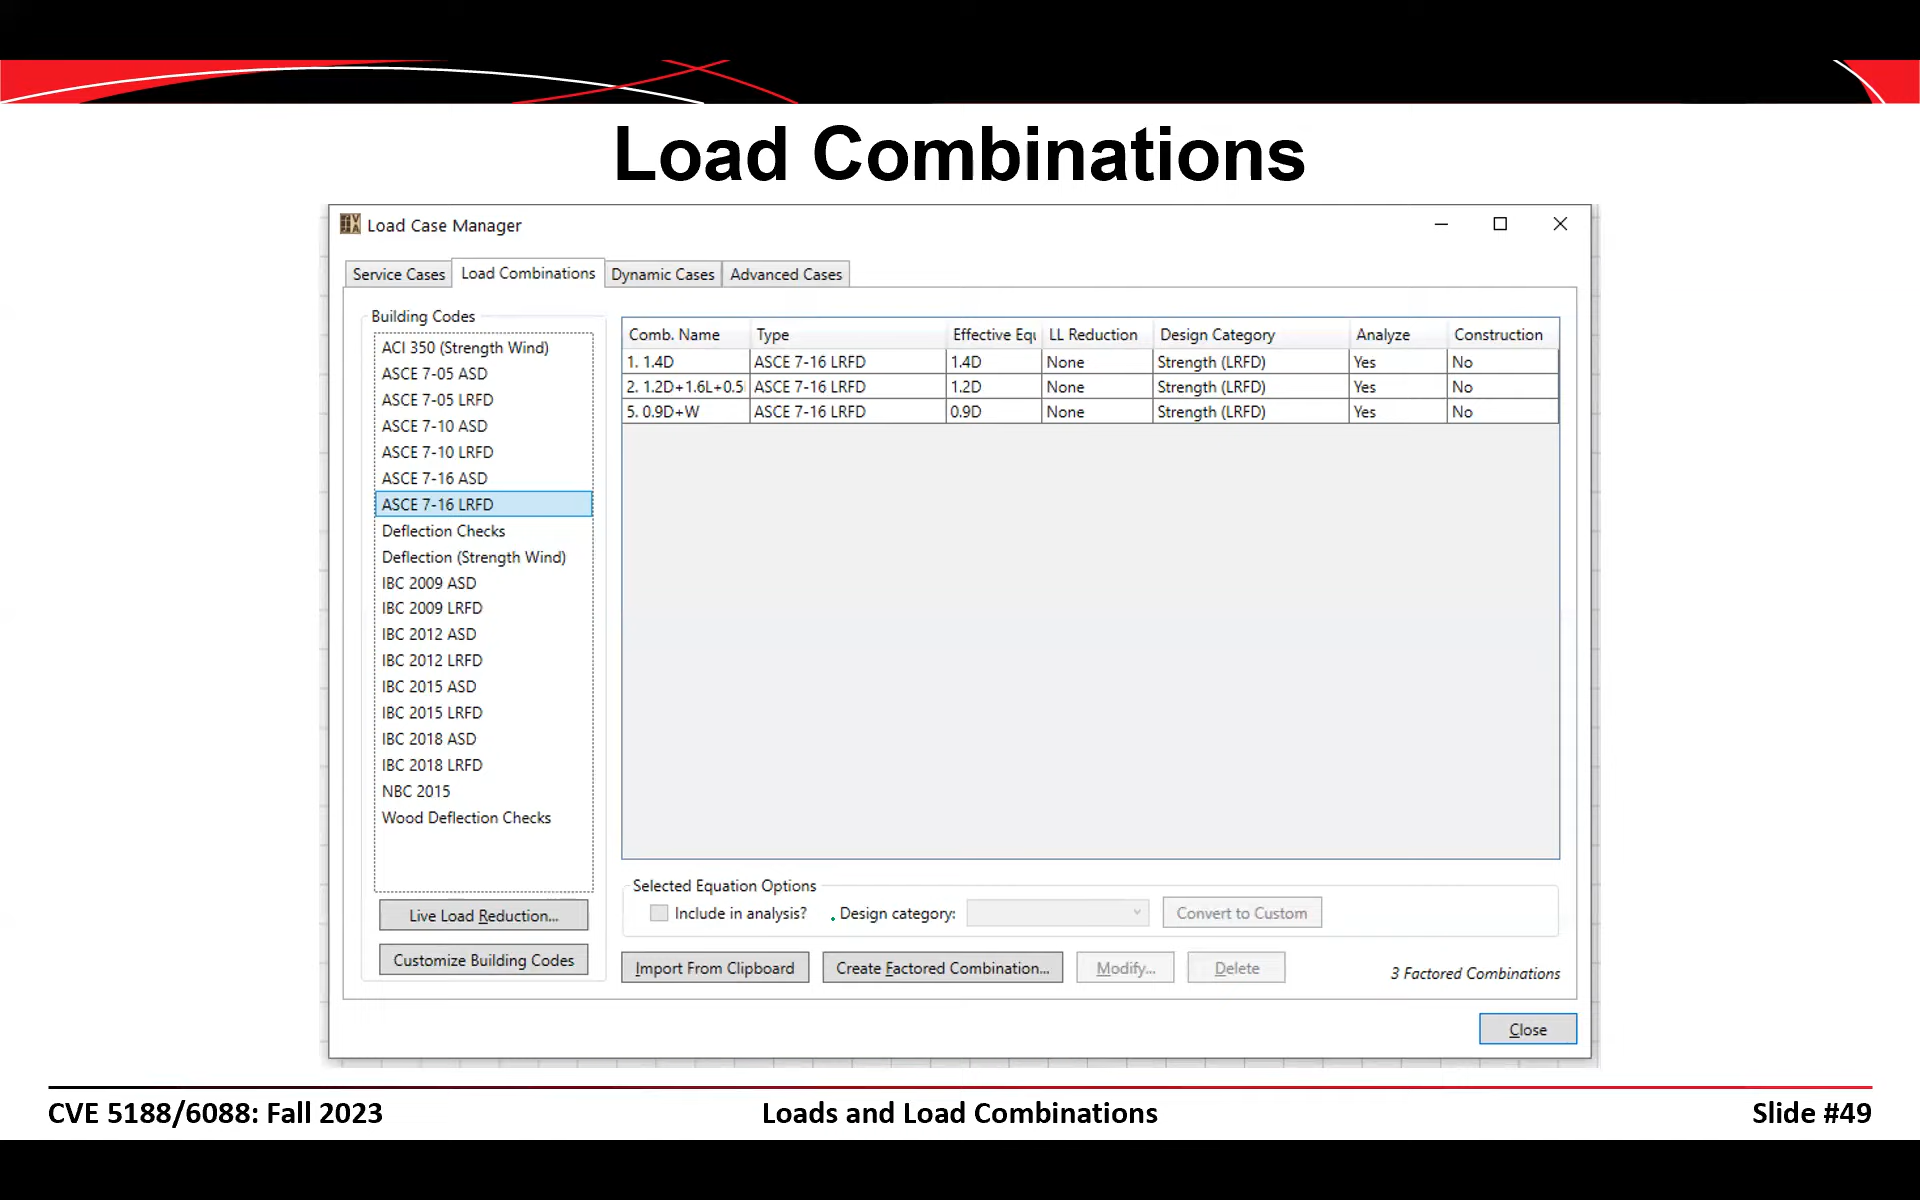 Load Combinations
Load Case Manager
Service Cases Load Combinations Dynamic Cases Advanced Cases
Building Codes
ACI 350 (Strength Wind)
ASCE 7-05 ASD
ASCE 7-05 LRFD
ASCE 7-10 ASD
ASCE 7-10 LRFD
ASCE 7-16 ASD
ASCE 7-16 LRFD
Deflection Checks
Deflection (Strength Wind)
IBC 2009 ASD
IBC 2009 LRFD
IBC 2012 ASD
IBC 2012 LRFD
IBC 2015 ASD
IBC 2015 LRFD
IBC 2018 ASD
IBC 2018 LRFD
NBC 2015
Wood Deflection Checks
Live Load Reduction...
Customize Building Codes
Comb. Name Type Effective Equ LL Reduction Design Category Analyze Construction
1. 1.4D ASCE 7-16 LRFD 1.4D None Strength (LRFD) Yes No
2. 1.2D+1.6L+0.5 ASCE 7-16 LRFD 1.2D None Strength (LRFD) Yes No
5. 0.9D+W ASCE 7-16 LRFD 0.9D None Strength (LRFD) Yes No
Selected Equation Options
Include in analysis? Design category: Convert to Custom
Import From Clipboard Create Factored Combination... Modify... Delete 3 Factored Combinations
Close
CVE 5188/6088: Fall 2023 Loads and Load Combinations Slide #49